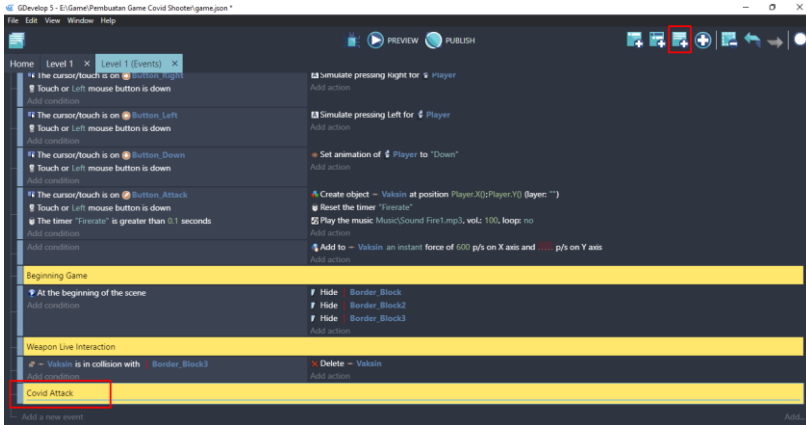 GDevelop 5 - E:\Game\Pembuatan Game Covid Shooter\game.json *
File Edit View Window Help
PREVIEW PUBLISH
Home Level 1 × Level 1 (Events) ×
The cursor/touch is on Button_Right Simulate pressing Right for Player
Touch or Left mouse button is down Add action
Add condition
The cursor/touch is on Button_Left Simulate pressing Left for Player
Touch or Left mouse button is down Add action
Add condition
The cursor/touch is on Button_Down Set animation of Player to "Down"
Touch or Left mouse button is down Add action
Add condition
The cursor/touch is on Button_Attack Create object Vaksin at position Player.X();Player.Y() (layer: "")
Touch or Left mouse button is down Reset the timer "Firerate"
The timer "Firerate" is greater than 0.1 seconds Play the music Music\Sound Fire1.mp3, vol.: 100, loop: no
Add condition Add action
Add condition Add to Vaksin an instant force of 600 p/s on X axis and p/s on Y axis
Add action
Beginning Game
At the beginning of the scene Hide Border_Block
Add condition Hide Border_Block2
Hide Border_Block3
Add action
Weapon Live Interaction
Vaksin is in collision with Border_Block3 Delete Vaksin
Add condition Add action
Covid Attack
Add a new event Add...